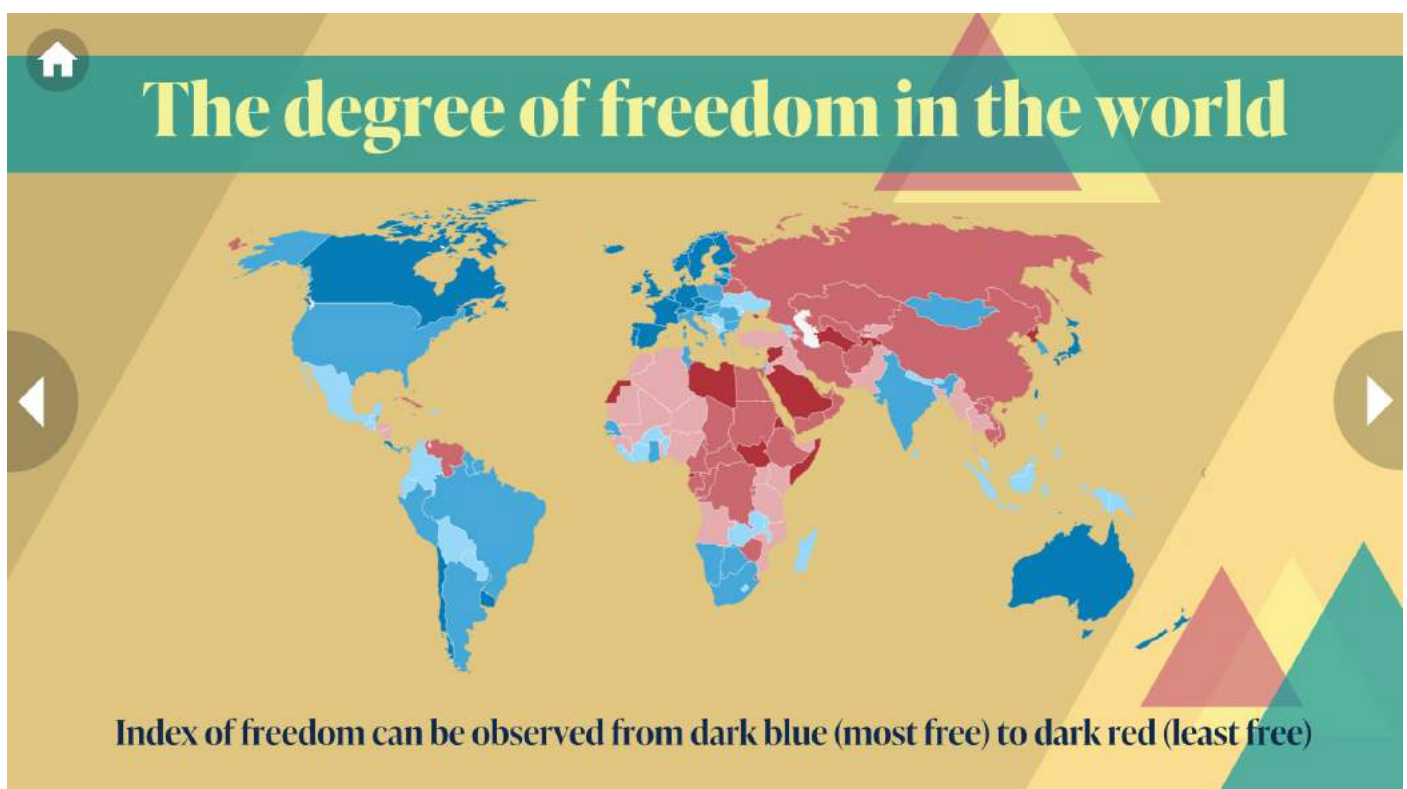 The degree of freedom in the world
Index of freedom can be observed from dark blue (most free) to dark red (least free)